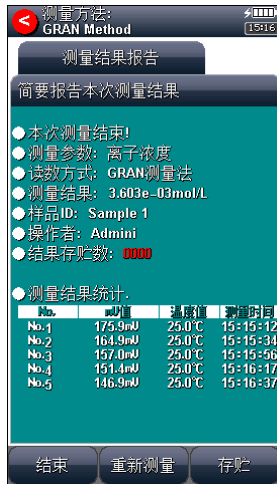 测量方法:
GRAN Method
15:16
测量结果报告
简要报告本次测量结果
本次测量结束!
测量参数: 离子浓度
读数方式: GRAN测量法
测量结果: 3.603e-03mol/L
样品ID: Sample 1
操作者: Admini
结果存贮数: 0000
测量结果统计.
No. mV值 温度值 测量时间
No.1 175.9mV 25.0℃ 15:15:12
No.2 164.9mV 25.0℃ 15:15:34
No.3 157.0mV 25.0℃ 15:15:56
No.4 151.4mV 25.0℃ 15:16:17
No.5 146.9mV 25.0℃ 15:16:37
结束 重新测量 存贮